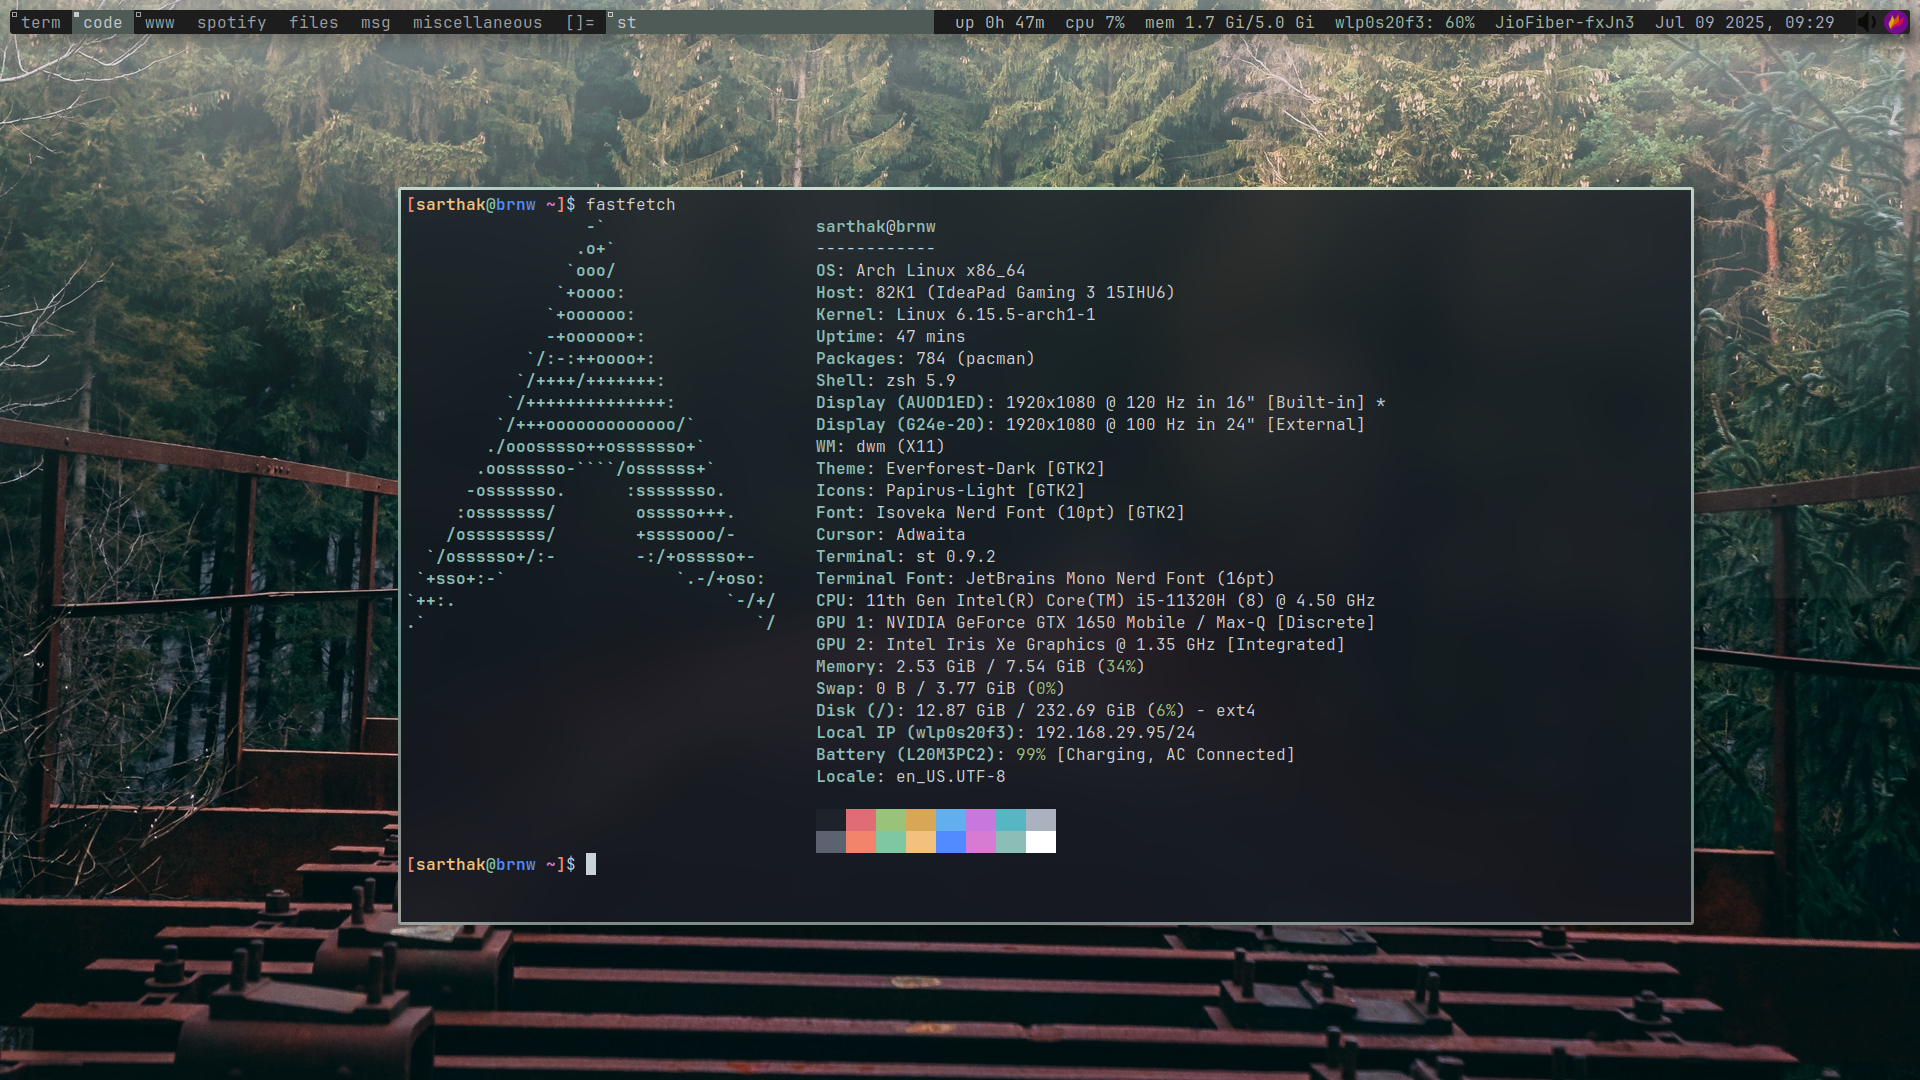 term code www spotify files msg miscellaneous []= st up 0h 47m cpu 7% mem 1.7 Gi/5.0 Gi wlp0s20f3: 60% JioFiber-fxJn3 Jul 09 2025, 09:29
[sarthak@brnw ~]$ fastfetch
-` sarthak@brnw
.o+` ------------
`ooo/ OS: Arch Linux x86_64
`+oooo: Host: 82K1 (IdeaPad Gaming 3 15IHU6)
`+oooooo: Kernel: Linux 6.15.5-arch1-1
-+oooooo+: Uptime: 47 mins
`/:-:++oooo+: Packages: 784 (pacman)
`/++++/+++++++: Shell: zsh 5.9
`/++++++++++++++: Display (AUOD1ED): 1920x1080 @ 120 Hz in 16" [Built-in] *
`/+++ooooooooooooo/` Display (G24e-20): 1920x1080 @ 100 Hz in 24" [External]
./ooosssso++osssssso+` WM: dwm (X11)
.oossssso-````/ossssss+` Theme: Everforest-Dark [GTK2]
-osssssso. :ssssssso. Icons: Papirus-Light [GTK2]
:osssssss/ osssso+++. Font: Isoveka Nerd Font (10pt) [GTK2]
/ossssssss/ +ssssooo/- Cursor: Adwaita
`/ossssso+/:- -:/+osssso+- Terminal: st 0.9.2
`+sso+:-` `.-/+oso: Terminal Font: JetBrains Mono Nerd Font (16pt)
`++:. `-/+/ CPU: 11th Gen Intel(R) Core(TM) i5-11320H (8) @ 4.50 GHz
.` `/ GPU 1: NVIDIA GeForce GTX 1650 Mobile / Max-Q [Discrete]
GPU 2: Intel Iris Xe Graphics @ 1.35 GHz [Integrated]
Memory: 2.53 GiB / 7.54 GiB (34%)
Swap: 0 B / 3.77 GiB (0%)
Disk (/): 12.87 GiB / 232.69 GiB (6%) - ext4
Local IP (wlp0s20f3): 192.168.29.95/24
Battery (L20M3PC2): 99% [Charging, AC Connected]
Locale: en_US.UTF-8
[sarthak@brnw ~]$